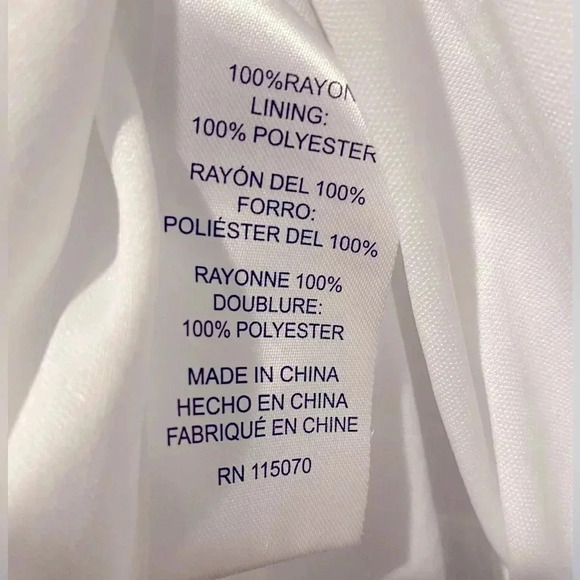 100%RAYON
LINING:
100% POLYESTER
RAYÓN DEL 100%
FORRO:
POLIÉSTER DEL 100%
RAYONNE 100%
DOUBLURE:
100% POLYESTER
MADE IN CHINA
HECHO EN CHINA
FABRIQUÉ EN CHINE
RN 115070